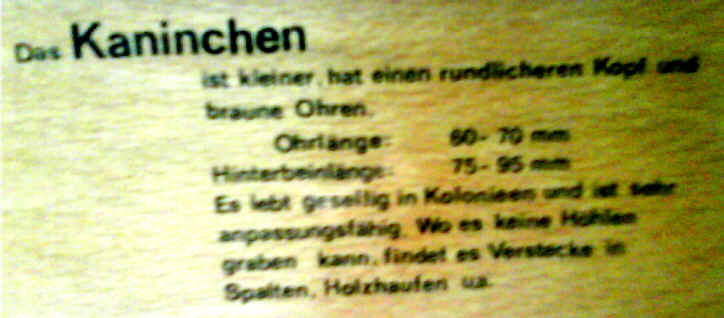 Das Kaninchen
ist kleiner, hat einen rundlicheren Kopf und
braune Ohren.
Ohrlänge: 60-70 mm
Hinterbeinlänge: 75-95 mm
Es lebt gesellig in Kolonieen und ist sehr
anpassungsfähig. Wo es keine Höhlen
graben kann, findet es Verstecke in
Spalten, Holzhaufen u.a.